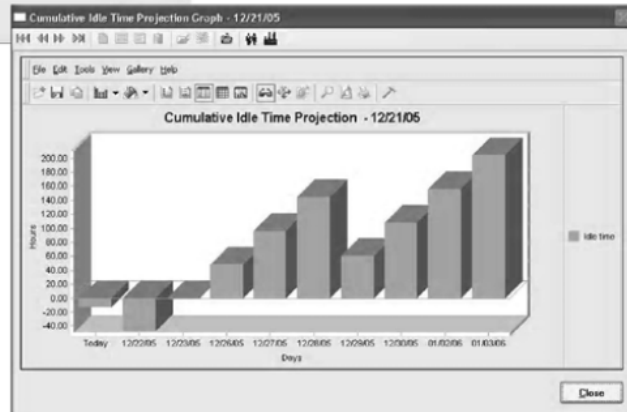 Cumulative Idle Time Projection Graph - 12/21/05
File Edit Tools View Gallery Help
Cumulative Idle Time Projection - 12/21/05
200.00
180.00
160.00
140.00
120.00
100.00
80.00
60.00
40.00
20.00
0.00
-20.00
-40.00
Hours
Idle time
Today 12/22/05 12/23/05 12/26/05 12/27/05 12/28/05 12/29/05 12/30/05 01/02/06 01/03/06
Days
Close